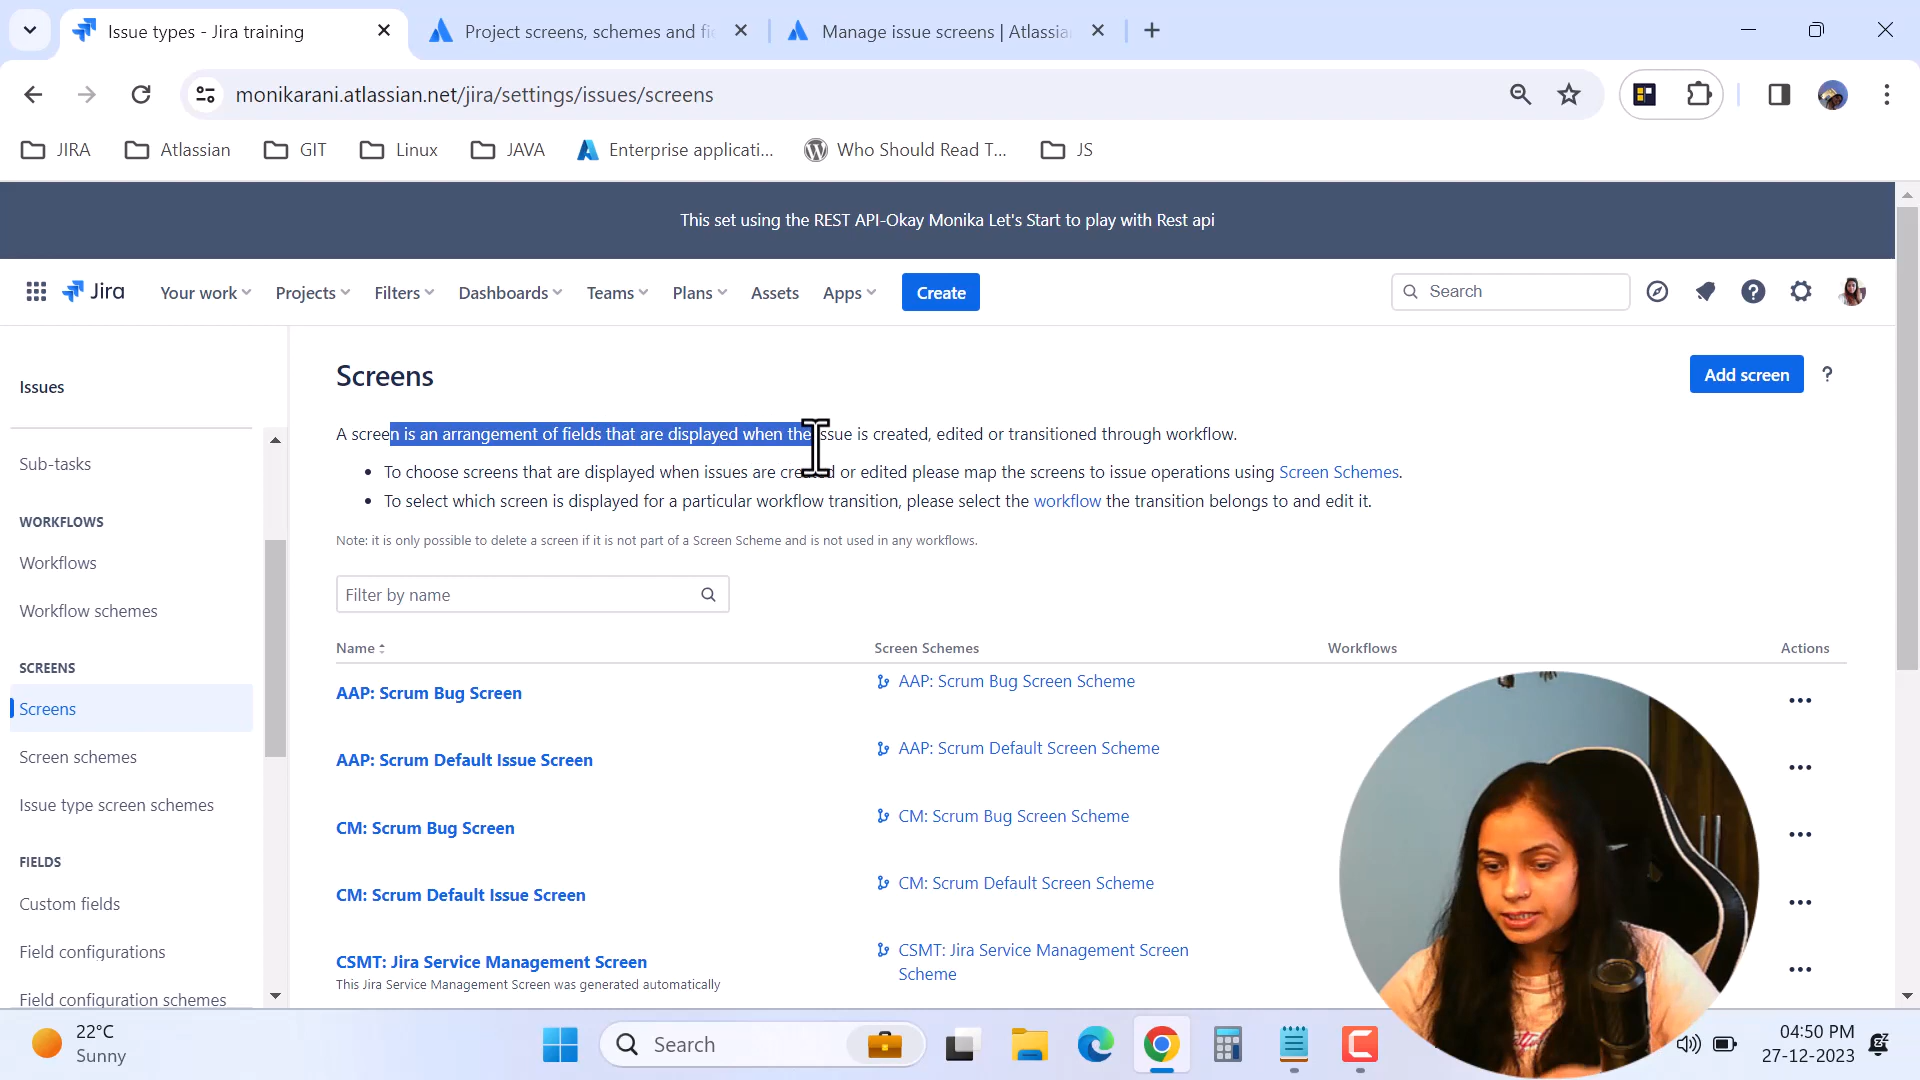 Issue types - Jira training
Project screens, schemes and fi
Manage issue screens | Atlassia
monikarani.atlassian.net/jira/settings/issues/screens
JIRA
Atlassian
GIT
Linux
JAVA
Enterprise applicati...
Who Should Read T...
JS
This set using the REST API-Okay Monika Let's Start to play with Rest api
Jira
Your work
Projects
Filters
Dashboards
Teams
Plans
Assets
Apps
Create
Search
Issues
Sub-tasks
WORKFLOWS
Workflows
Workflow schemes
SCREENS
Screens
Screen schemes
Issue type screen schemes
FIELDS
Custom fields
Field configurations
Field configuration schemes
Screens
Add screen
?
A screen is an arrangement of fields that are displayed when the issue is created, edited or transitioned through workflow.
• To choose screens that are displayed when issues are created or edited please map the screens to issue operations using Screen Schemes.
• To select which screen is displayed for a particular workflow transition, please select the workflow the transition belongs to and edit it.
Note: it is only possible to delete a screen if it is not part of a Screen Scheme and is not used in any workflows.
Filter by name
Name
Screen Schemes
Workflows
Actions
AAP: Scrum Bug Screen
AAP: Scrum Bug Screen Scheme
AAP: Scrum Default Issue Screen
AAP: Scrum Default Screen Scheme
CM: Scrum Bug Screen
CM: Scrum Bug Screen Scheme
CM: Scrum Default Issue Screen
CM: Scrum Default Screen Scheme
CSMT: Jira Service Management Screen
This Jira Service Management Screen was generated automatically
CSMT: Jira Service Management Screen
Scheme
22°C
Sunny
Search
04:50 PM
27-12-2023